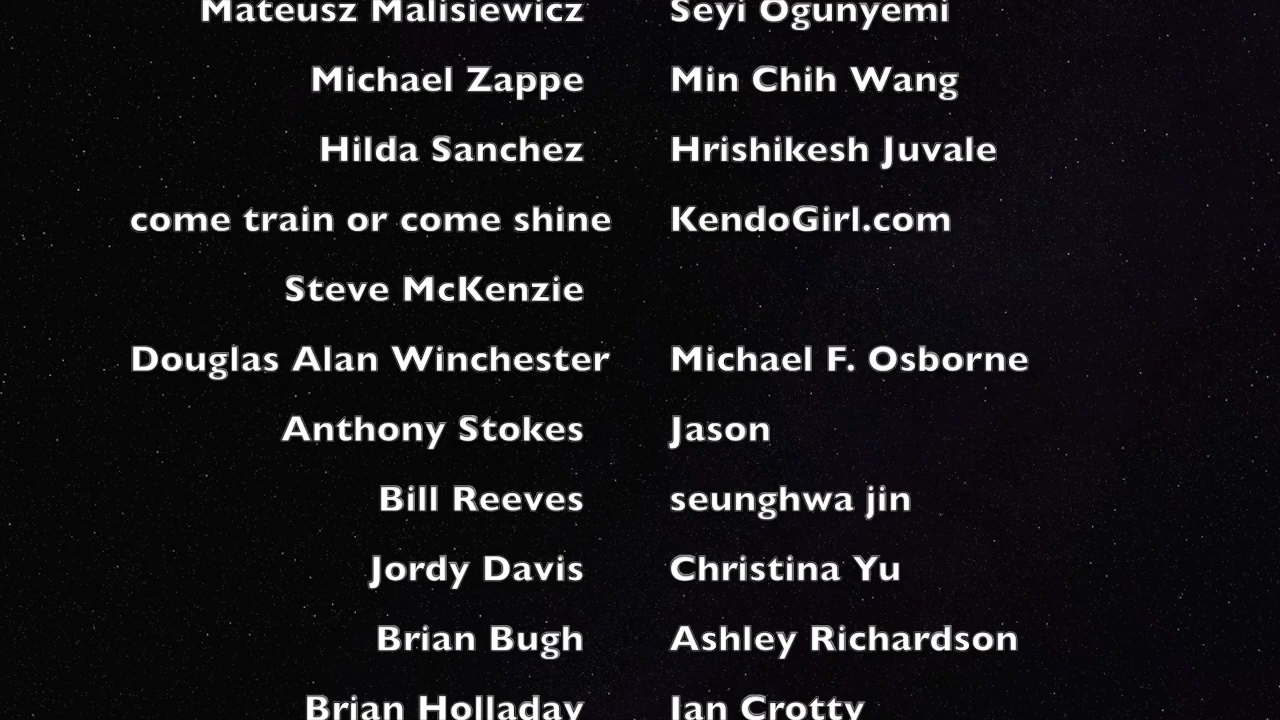 Mateusz Malisiewicz Seyi Ogunyemi
Michael Zappe Min Chih Wang
Hilda Sanchez Hrishikesh Juvale
come train or come shine KendoGirl.com
Steve McKenzie
Douglas Alan Winchester Michael F. Osborne
Anthony Stokes Jason
Bill Reeves seunghwa jin
Jordy Davis Christina Yu
Brian Bugh Ashley Richardson
Brian Holladay Ian Crotty